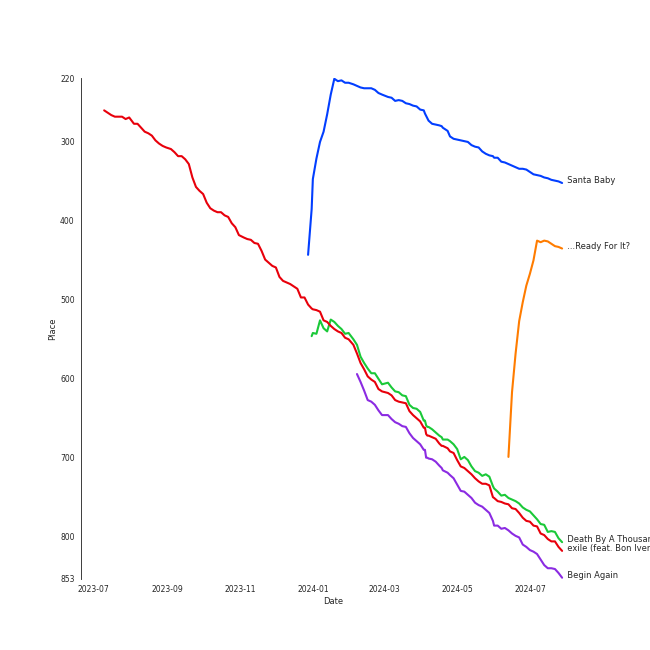 220
300
400
500
600
700
800
853
Place
2023-07
2023-09
2023-11
2024-01
2024-03
2024-05
2024-07
Date
Santa Baby
...Ready For It?
Death By A Thousan
exile (feat. Bon Iver
Begin Again